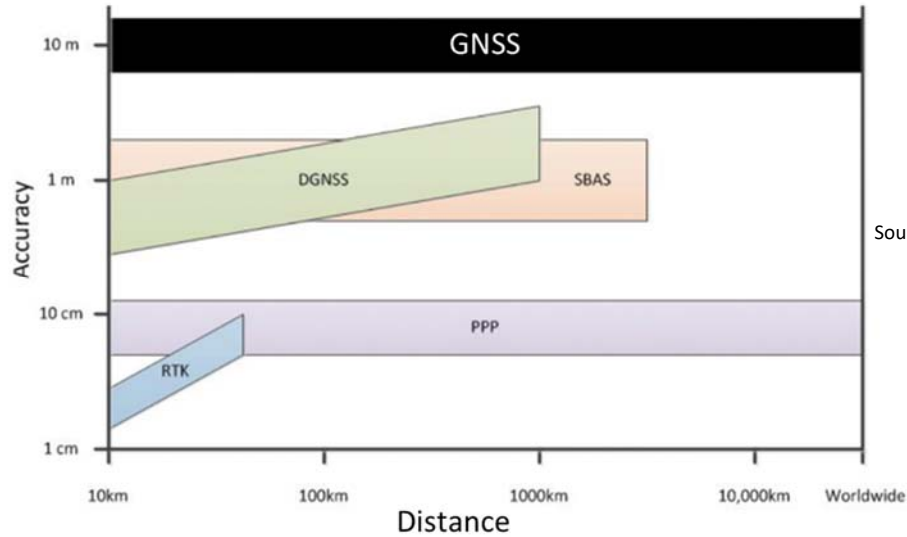 GNSS
10 m
DGNSS
SBAS
1 m
Accuracy
Sou
10 cm
PPP
RTK
1 cm
10km
100km
1000km
10,000km
Worldwide
Distance